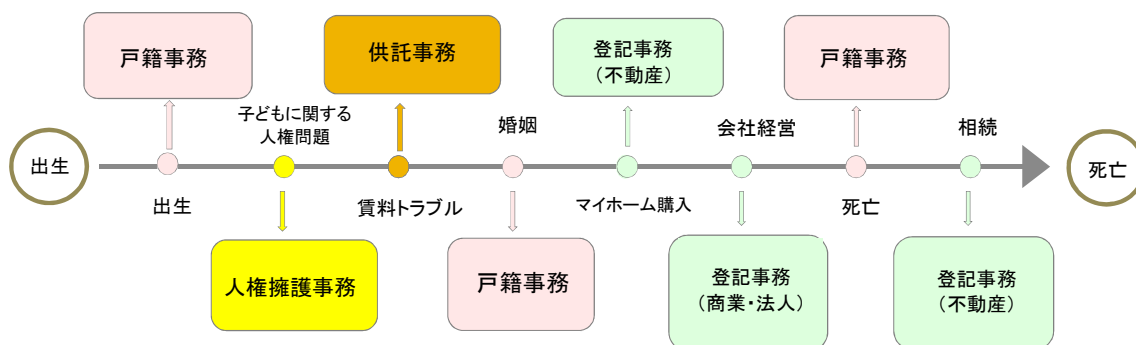 戸籍事務
供託事務
登記事務
（不動産）
戸籍事務
子どもに関する
人権問題
婚姻
会社経営
相続
出生
死亡
出生
賃料トラブル
マイホーム購入
死亡
人権擁護事務
戸籍事務
登記事務
（商業・法人）
登記事務
（不動産）